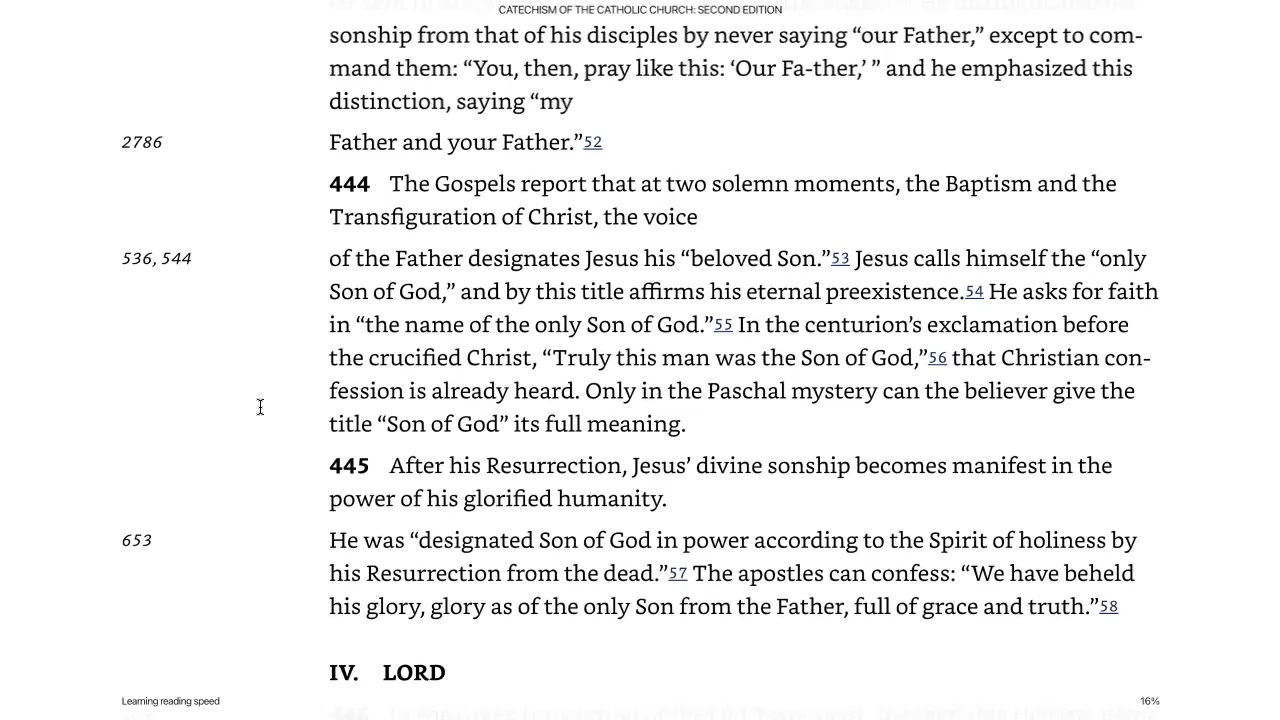 CATECHISM OF THE CATHOLIC CHURCH: SECOND EDITION
sonship from that of his disciples by never saying “our Father,” except to com-
mand them: “You, then, pray like this: ‘Our Fa-ther,’ ” and he emphasized this
distinction, saying “my
2786 Father and your Father.”52
444 The Gospels report that at two solemn moments, the Baptism and the
Transfiguration of Christ, the voice
536, 544 of the Father designates Jesus his “beloved Son.”53 Jesus calls himself the “only
Son of God,” and by this title affirms his eternal preexistence.54 He asks for faith
in “the name of the only Son of God.”55 In the centurion’s exclamation before
the crucified Christ, “Truly this man was the Son of God,”56 that Christian con-
fession is already heard. Only in the Paschal mystery can the believer give the
title “Son of God” its full meaning.
445 After his Resurrection, Jesus’ divine sonship becomes manifest in the
power of his glorified humanity.
653 He was “designated Son of God in power according to the Spirit of holiness by
his Resurrection from the dead.”57 The apostles can confess: “We have beheld
his glory, glory as of the only Son from the Father, full of grace and truth.”58
IV. LORD
Learning reading speed 16%